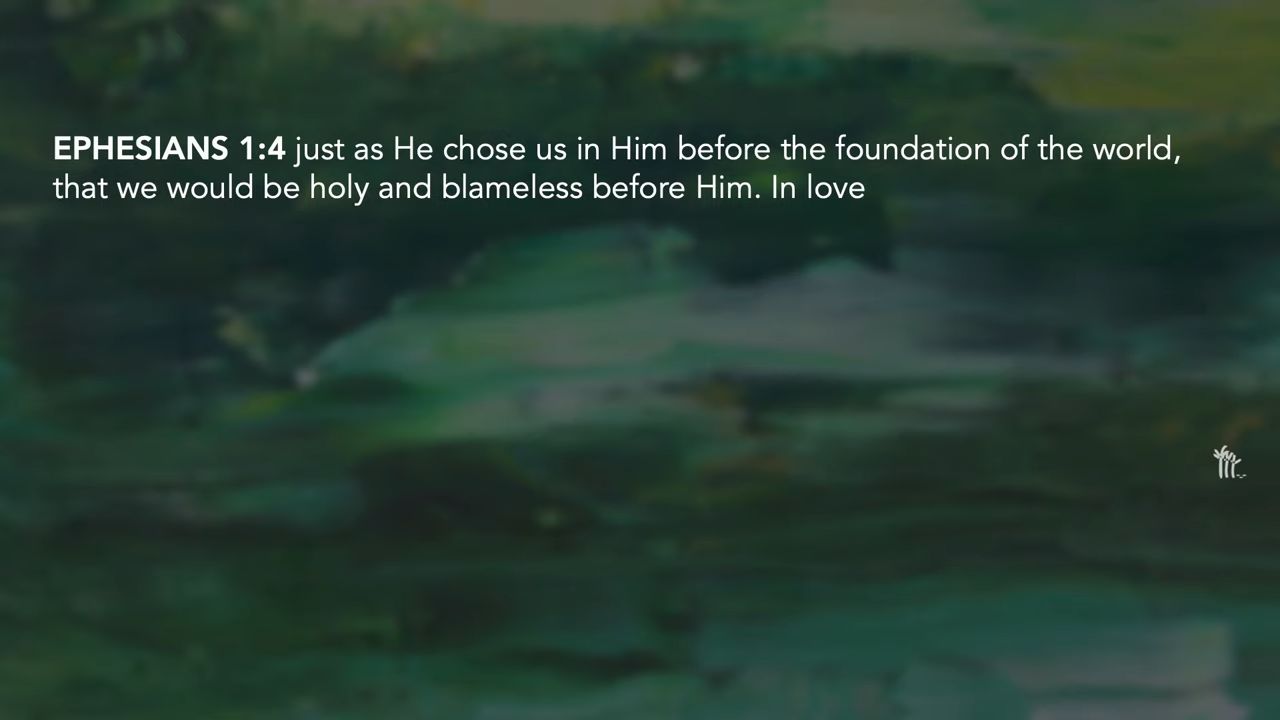 EPHESIANS 1:4 just as He chose us in Him before the foundation of the world,
that we would be holy and blameless before Him. In love